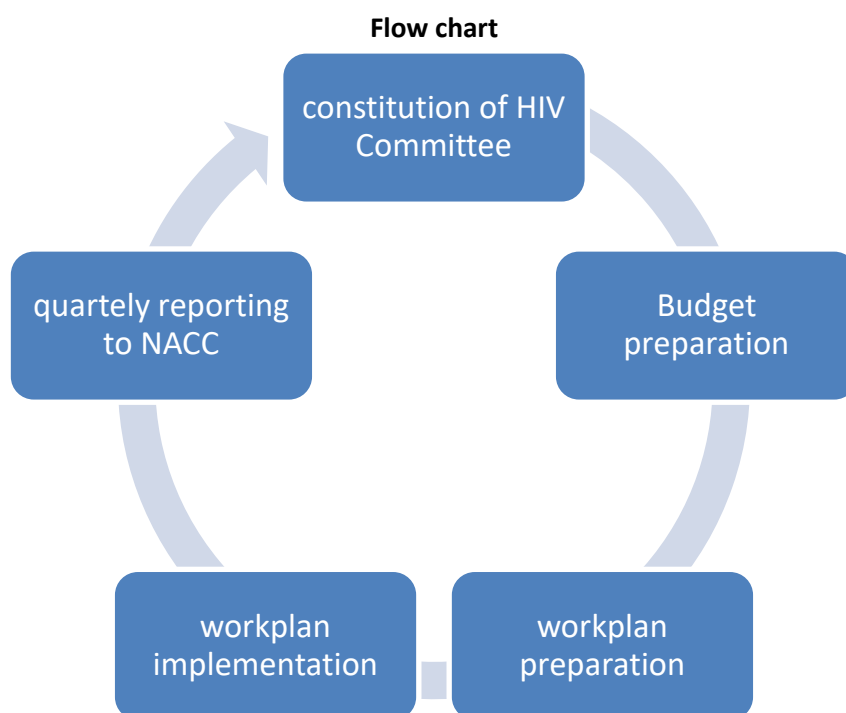 Flow chart
constitution of HIV
Committee
Budget
preparation
workplan
preparation
workplan
implementation
quartely reporting
to NACC